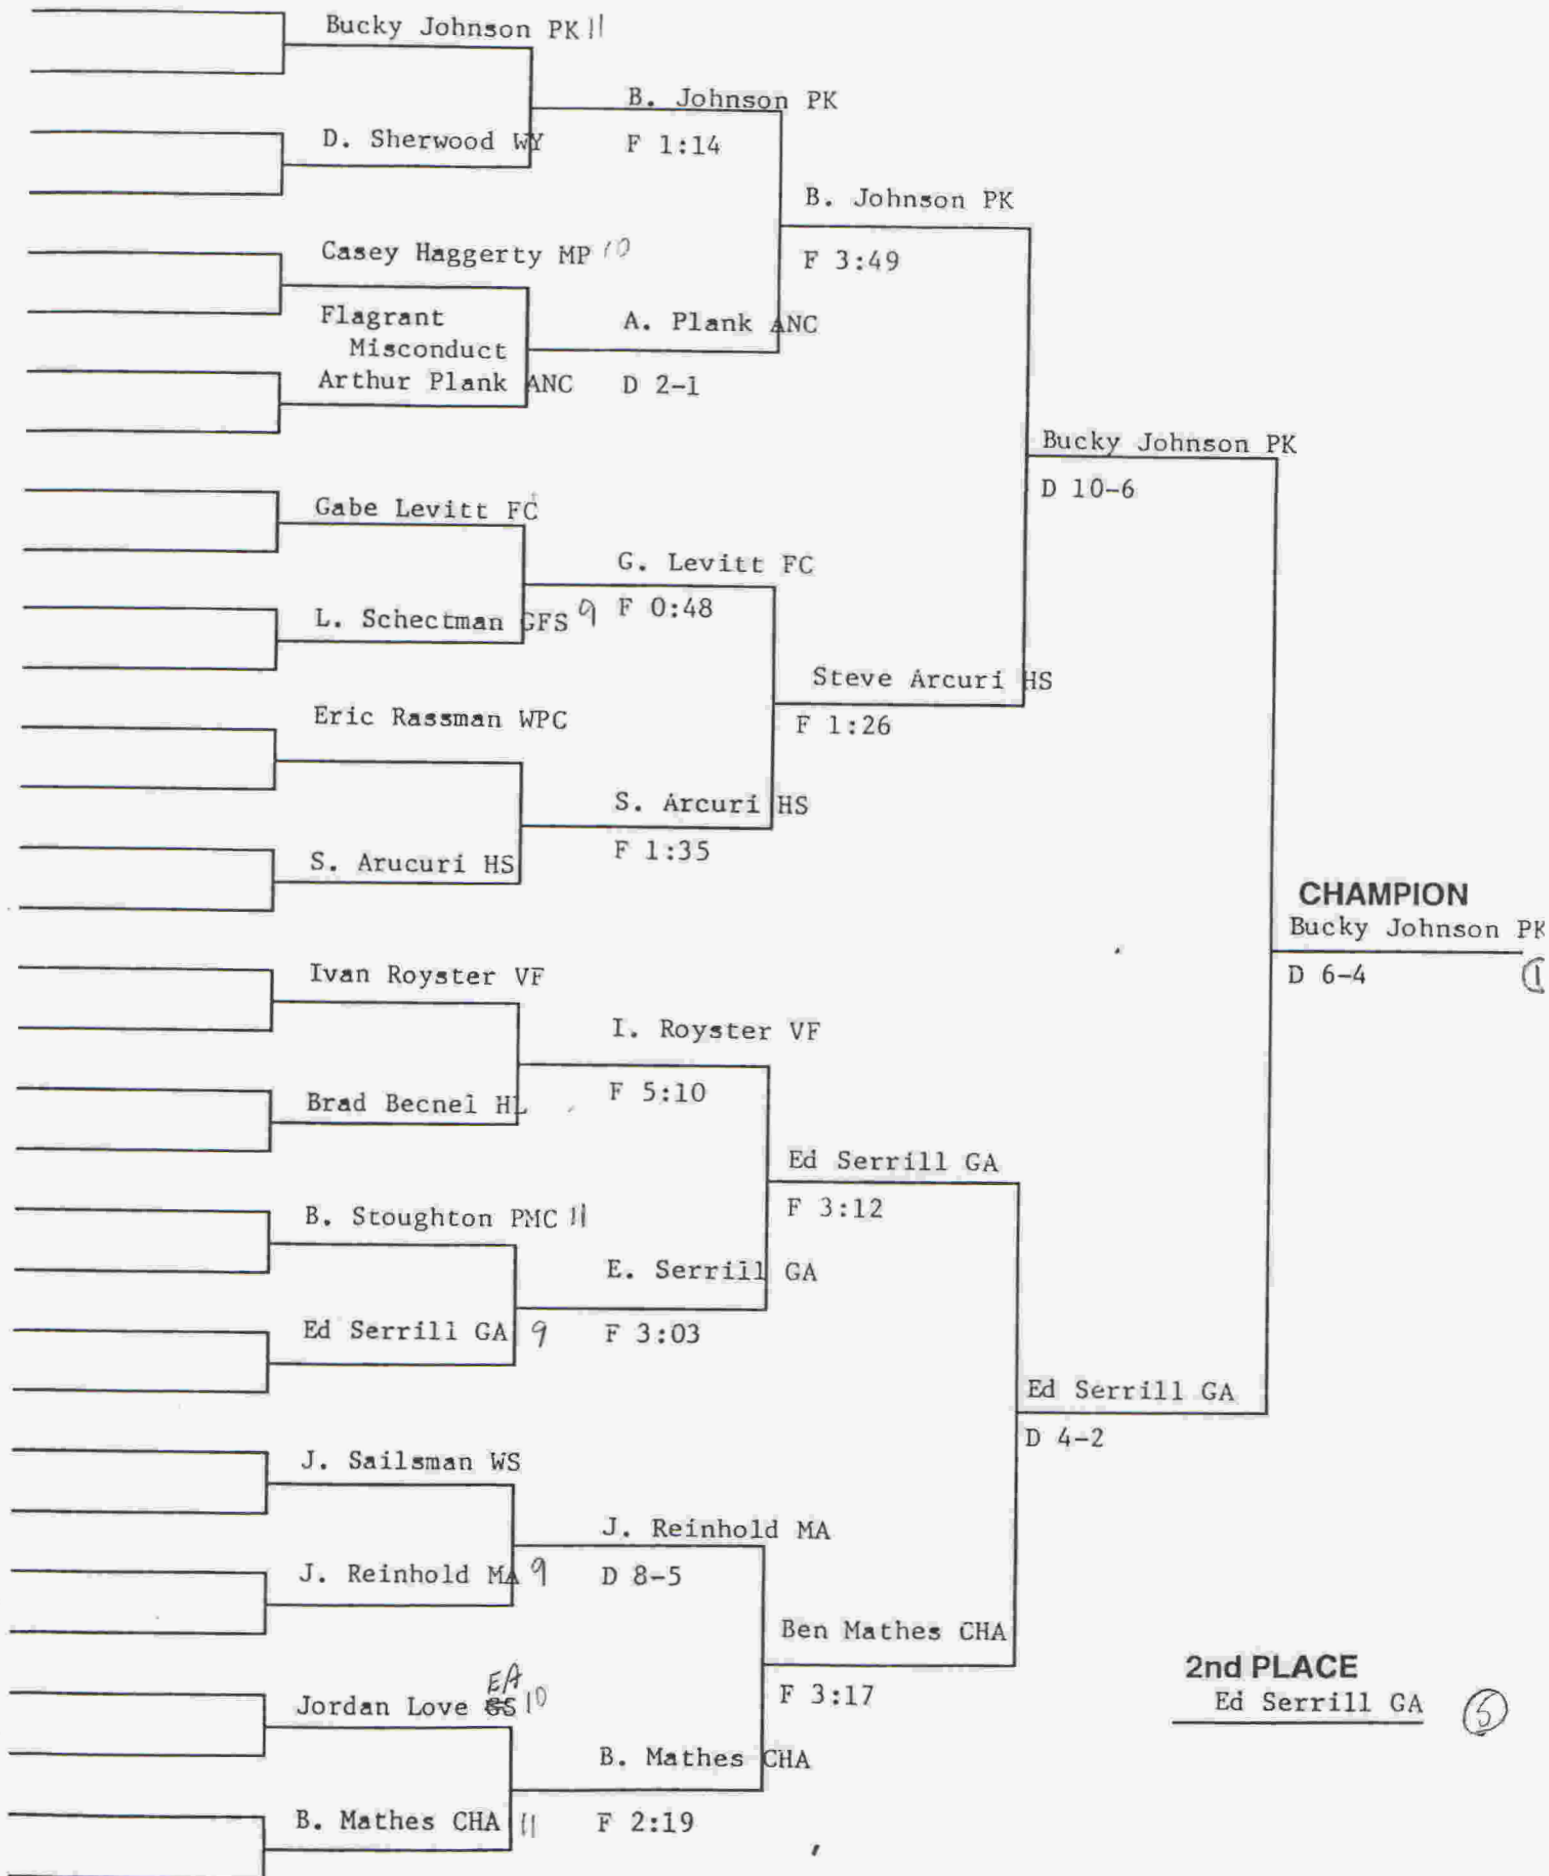 Bucky Johnson PK 11
B. Johnson PK
D. Sherwood WY
F 1:14
B. Johnson PK
Casey Haggerty MP 10
F 3:49
Flagrant
Misconduct
A. Plank ANC
Arthur Plank ANC
D 2-1
Bucky Johnson PK
D 10-6
Gabe Levitt FC
G. Levitt FC
L. Schectman GFS 9
F 0:48
Steve Arcuri HS
Eric Rassman WPC
F 1:26
S. Arcuri HS
F 1:35
S. Arucuri HS
CHAMPION
Bucky Johnson PK
D 6-4
1
Ivan Royster VF
I. Royster VF
Brad Becnel HL
F 5:10
Ed Serrill GA
F 3:12
B. Stoughton PMC 11
E. Serrill GA
Ed Serrill GA 9
F 3:03
Ed Serrill GA
D 4-2
J. Sailsman WS
J. Reinhold MA
J. Reinhold MA 9
D 8-5
Ben Mathes CHA
F 3:17
2nd PLACE
Ed Serrill GA
EA
Jordan Love 10
B. Mathes CHA
B. Mathes CHA 11
F 2:19